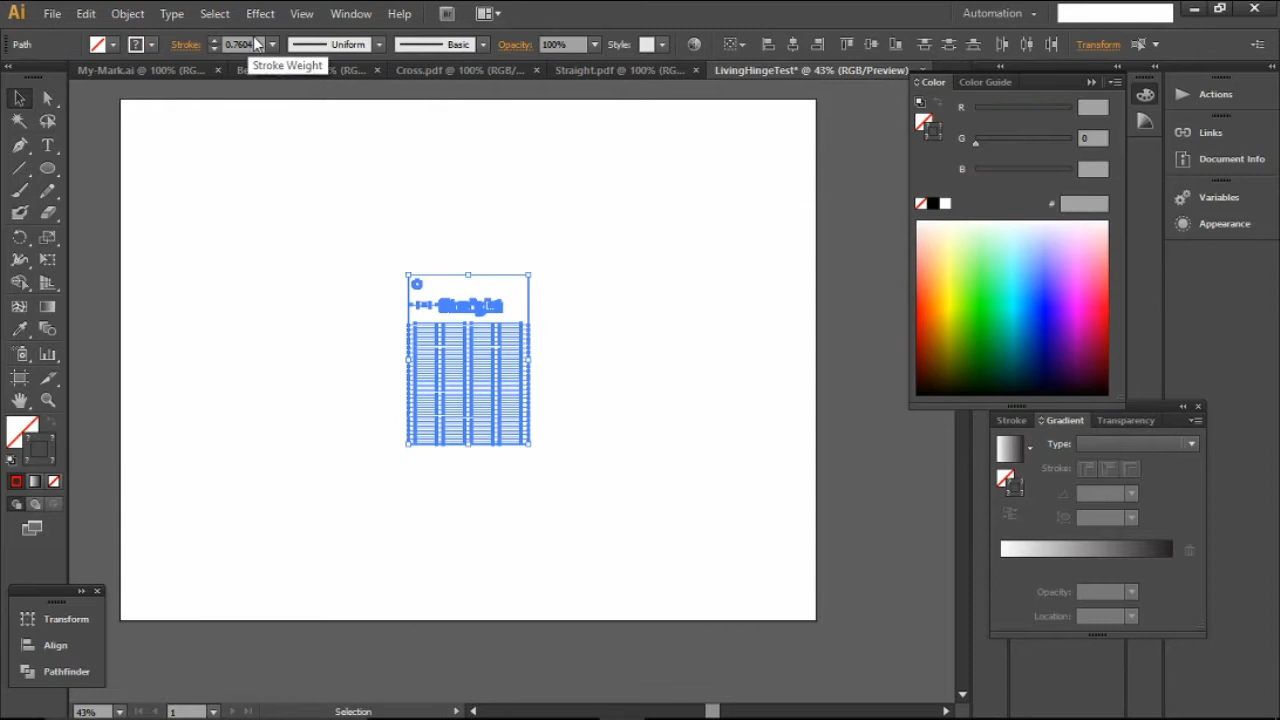 Ai File Edit Object Type Select Effect View Window Help Br Automation
Path Stroke: 0.7604 Uniform Basic Opacity: 100% Style: Transform
Stroke Weight
My-Mark.ai @ 100% (RG... × (RG... × Cross.pdf @ 100% (RGB/... × Straight.pdf @ 100% (RG... × LivingHingeTest* @ 43% (RGB/Preview)
Color Color Guide
R
G 0
B
#
Actions
Links
Document Info
Variables
Appearance
Straight
Stroke Gradient Transparency
Type:
Stroke:
Opacity:
Location:
Transform
Align
Pathfinder
43% 1 Selection